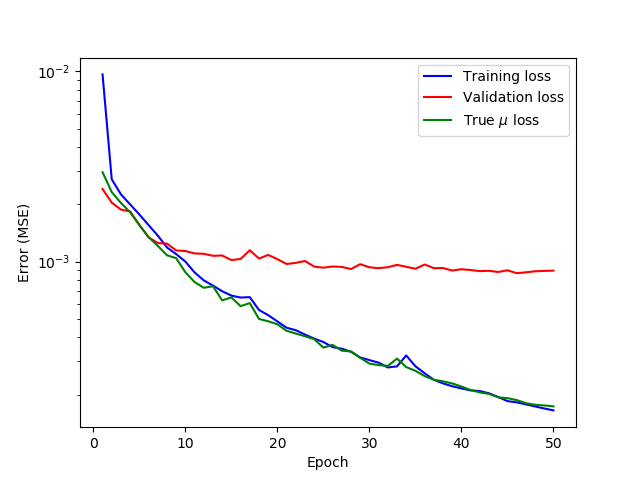 10⁻²
10⁻³
Error (MSE)
Training loss
Validation loss
True μ loss
0 10 20 30 40 50
Epoch